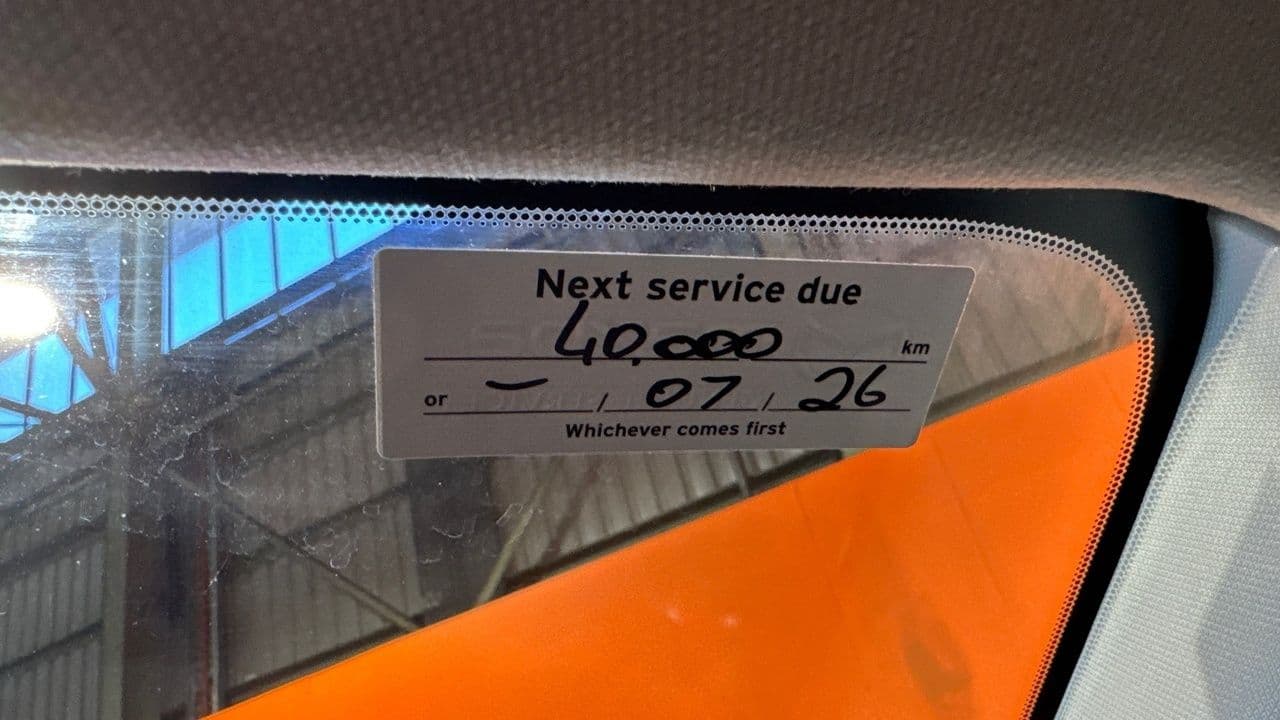 Next service due
40,000 km
or - / 07 / 26
Whichever comes first